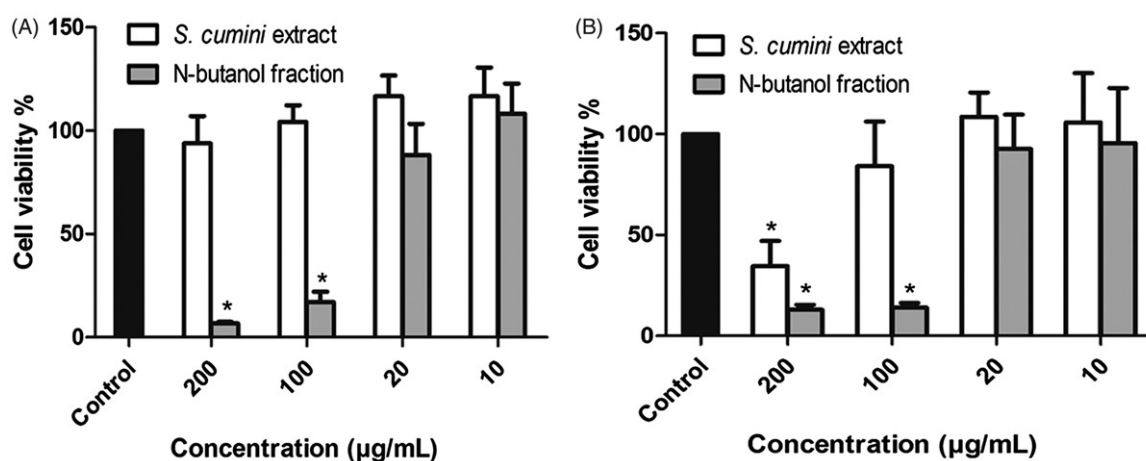 (A)
150
100
50
0
Cell viability %
S. cumini extract
N-butanol fraction
*
*
Control
200
100
20
10
Concentration (µg/mL)
(B)
150
100
50
0
Cell viability %
S. cumini extract
N-butanol fraction
*
*
*
Control
200
100
20
10
Concentration (µg/mL)